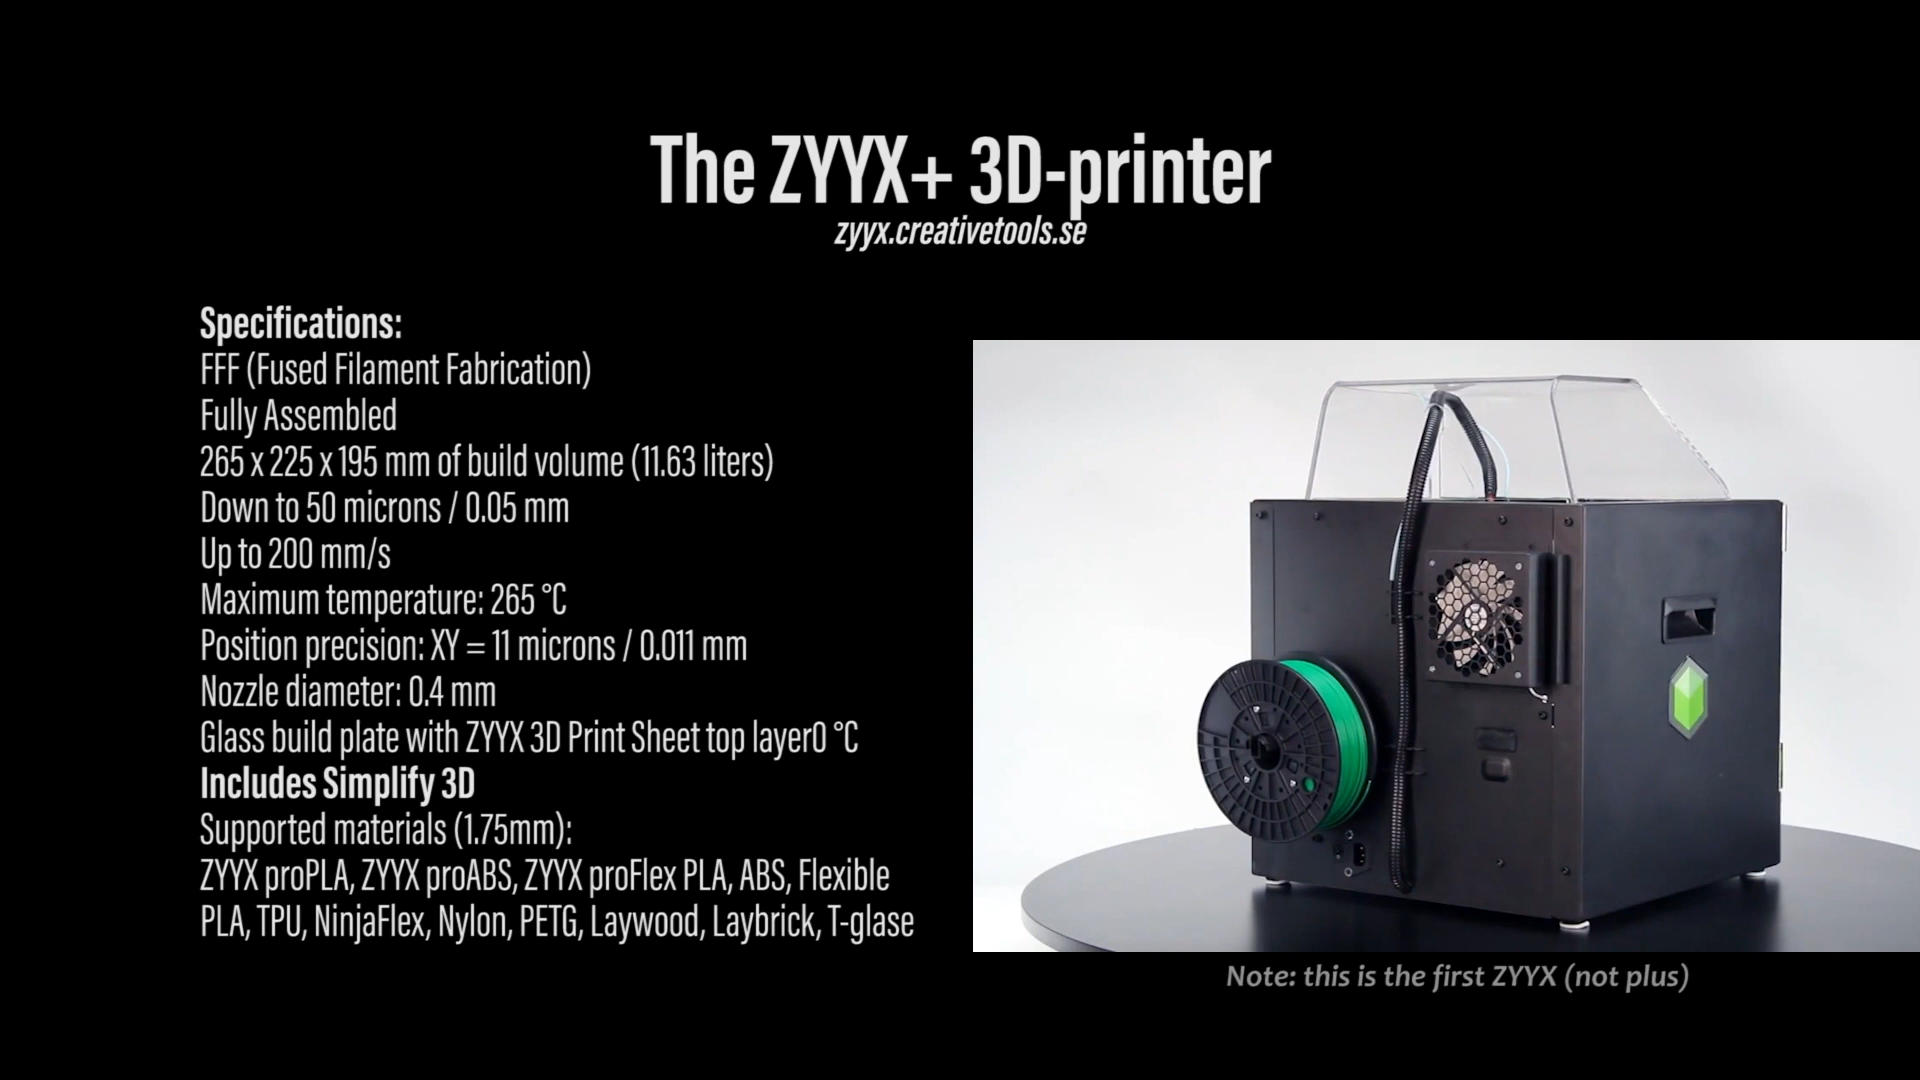 The ZYYX+ 3D-printer
zyyx.creativetools.se
Specifications:
FFF (Fused Filament Fabrication)
Fully Assembled
265 x 225 x 195 mm of build volume (11.63 liters)
Down to 50 microns / 0.05 mm
Up to 200 mm/s
Maximum temperature: 265 °C
Position precision: XY = 11 microns / 0.011 mm
Nozzle diameter: 0.4 mm
Glass build plate with ZYYX 3D Print Sheet top layer0 °C
Includes Simplify 3D
Supported materials (1.75mm):
ZYYX proPLA, ZYYX proABS, ZYYX proFlex PLA, ABS, Flexible
PLA, TPU, NinjaFlex, Nylon, PETG, Laywood, Laybrick, T-glase
Note: this is the first ZYYX (not plus)